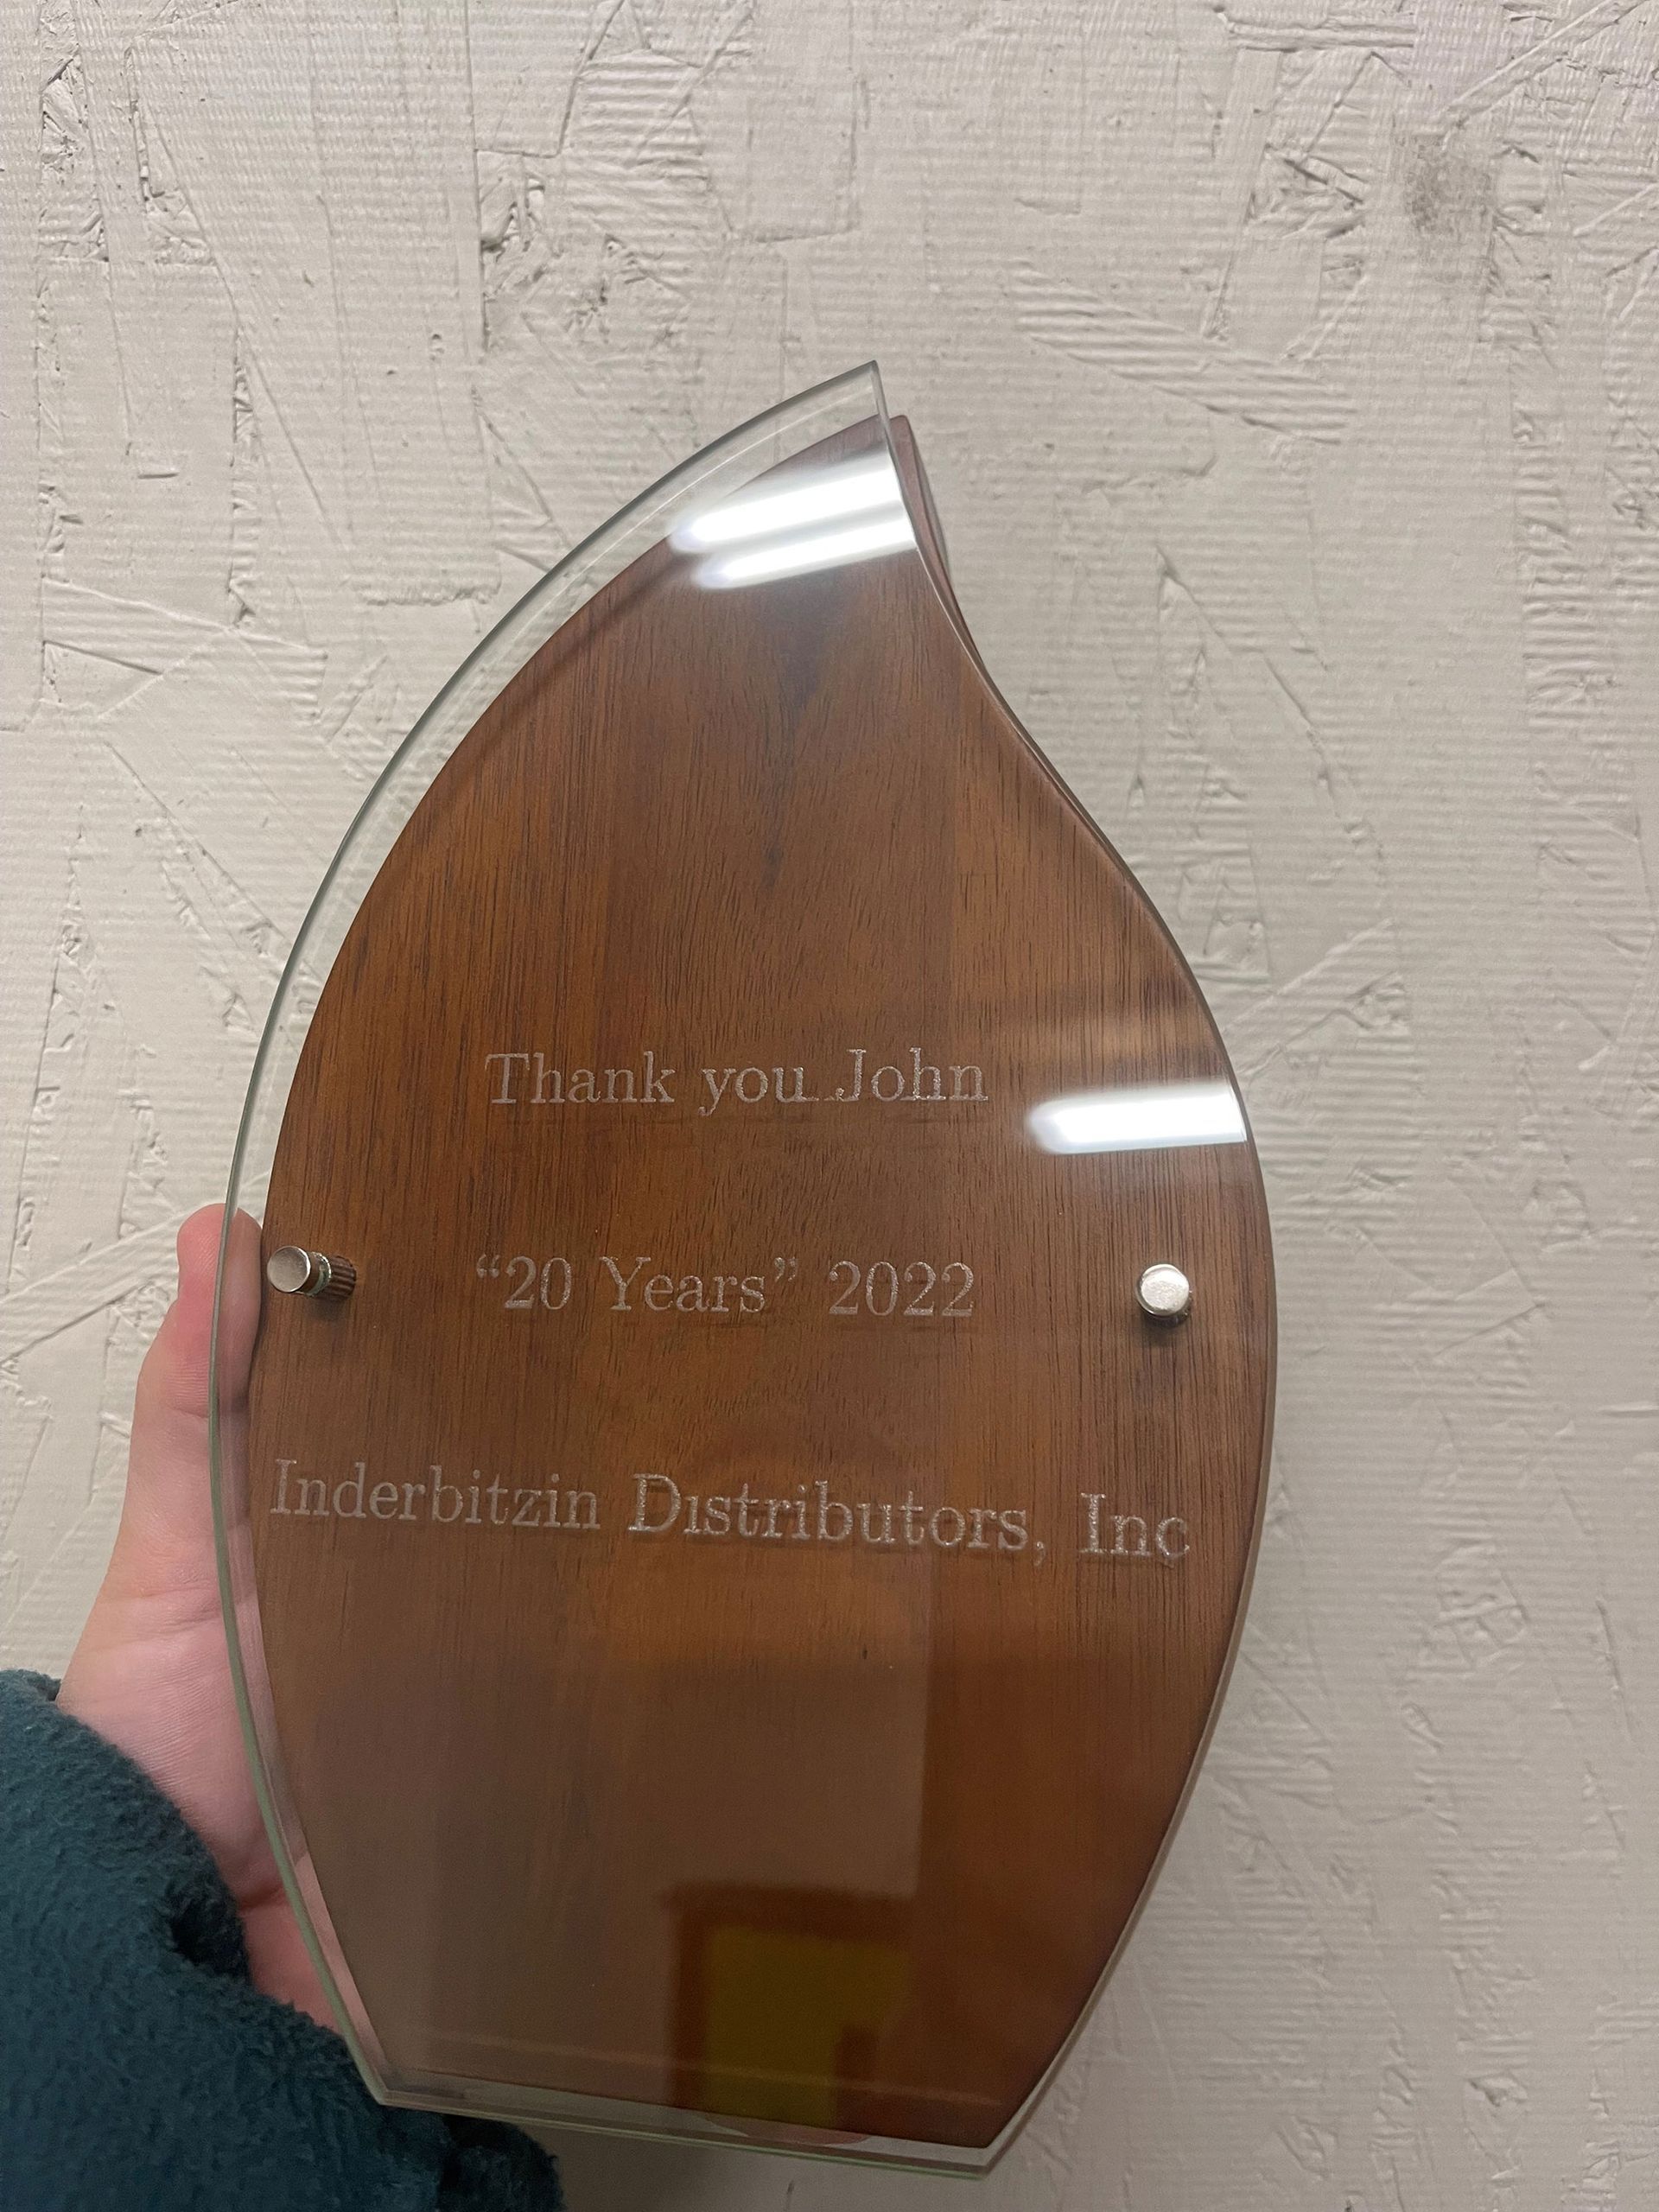 Thank you John
“20 Years” 2022
Inderbitzin Distributors, Inc